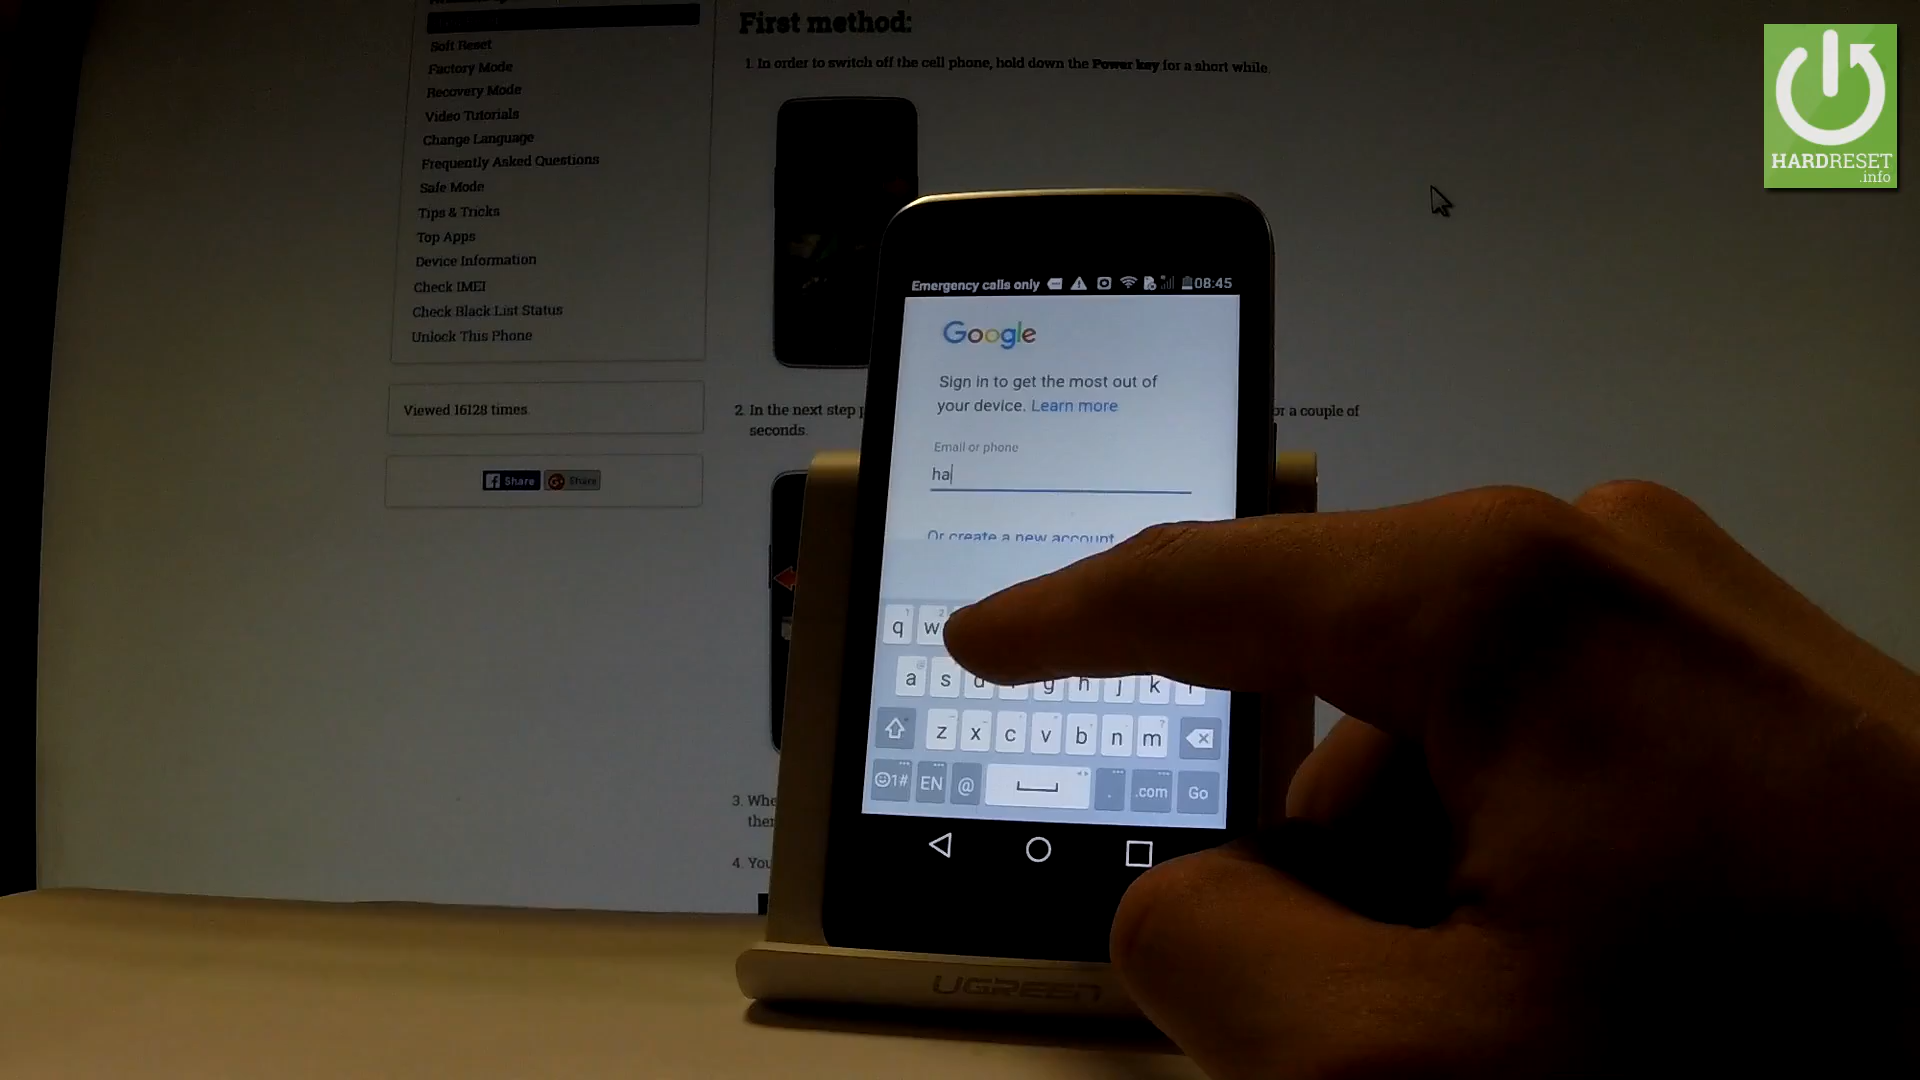 Soft Reset
Factory Mode
Recovery Mode
Video Tutorials
Change Language
Frequently Asked Questions
Safe Mode
Tips & Tricks
Top Apps
Device Information
Check IMEI
Check Black List Status
Unlock This Phone
Viewed 16128 times.
Share
G+ Share
First method:
1. In order to switch off the cell phone, hold down the Power key for a short while.
2. In the next step
or a couple of
seconds.
3. Whe
then
4. You
HARDRESET
.info
Emergency calls only 08:45
Google
Sign in to get the most out of
your device. Learn more
Email or phone
ha
Or create a new account
q w
a s d g h j k
z x c v b n m
1# EN @ . .com Go
UGREEN